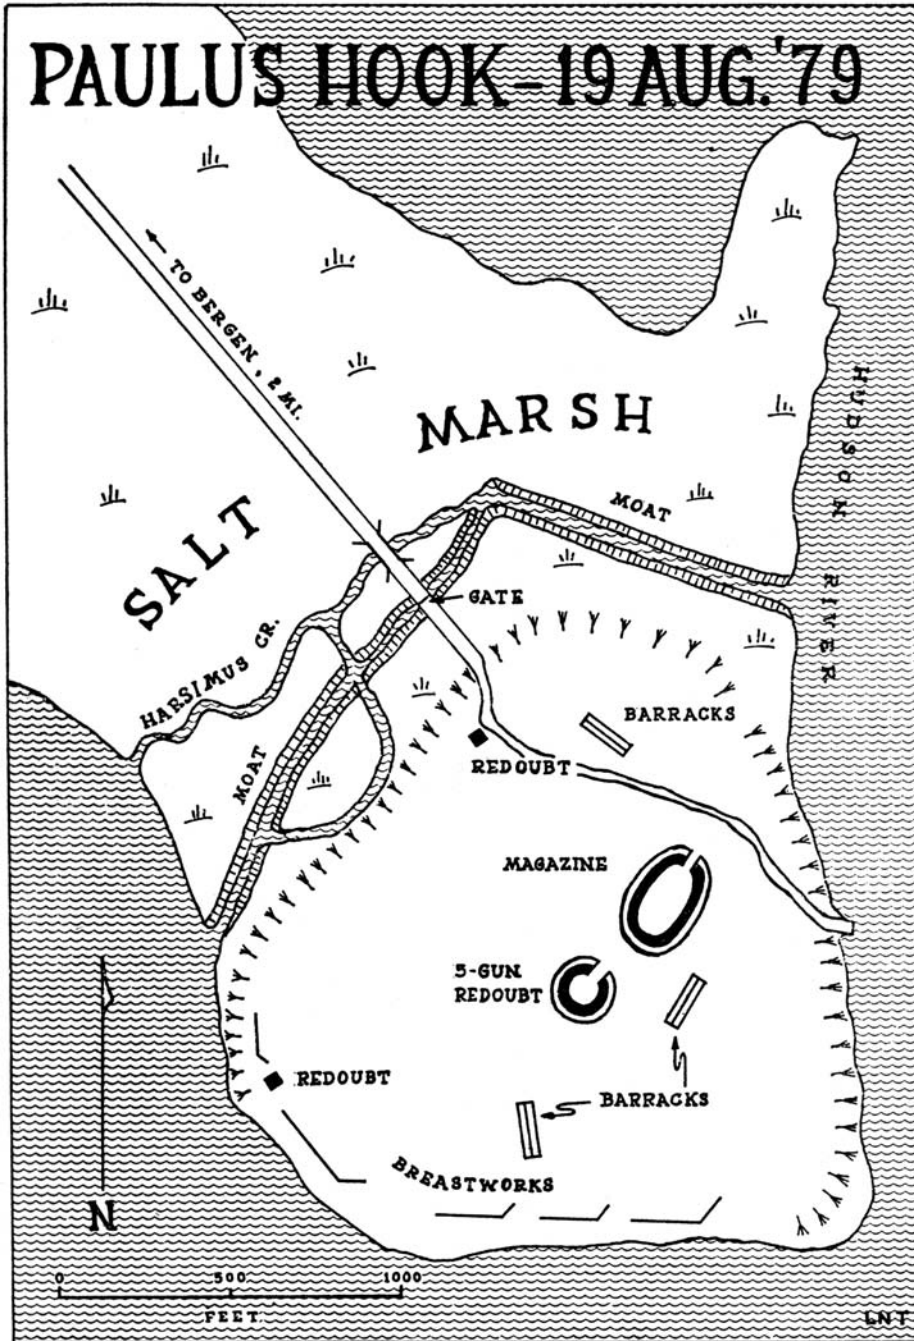 PAULUS HOOK–19 AUG. '79
← TO BERGEN, 2 MI.
MARSH
SALT
HUDSON RIVER
MOAT
GATE
HARSIMUS CR.
MOAT
BARRACKS
REDOUBT
MAGAZINE
5-GUN
REDOUBT
REDOUBT
BARRACKS
BREASTWORKS
N
0 500 1000
FEET
LNT